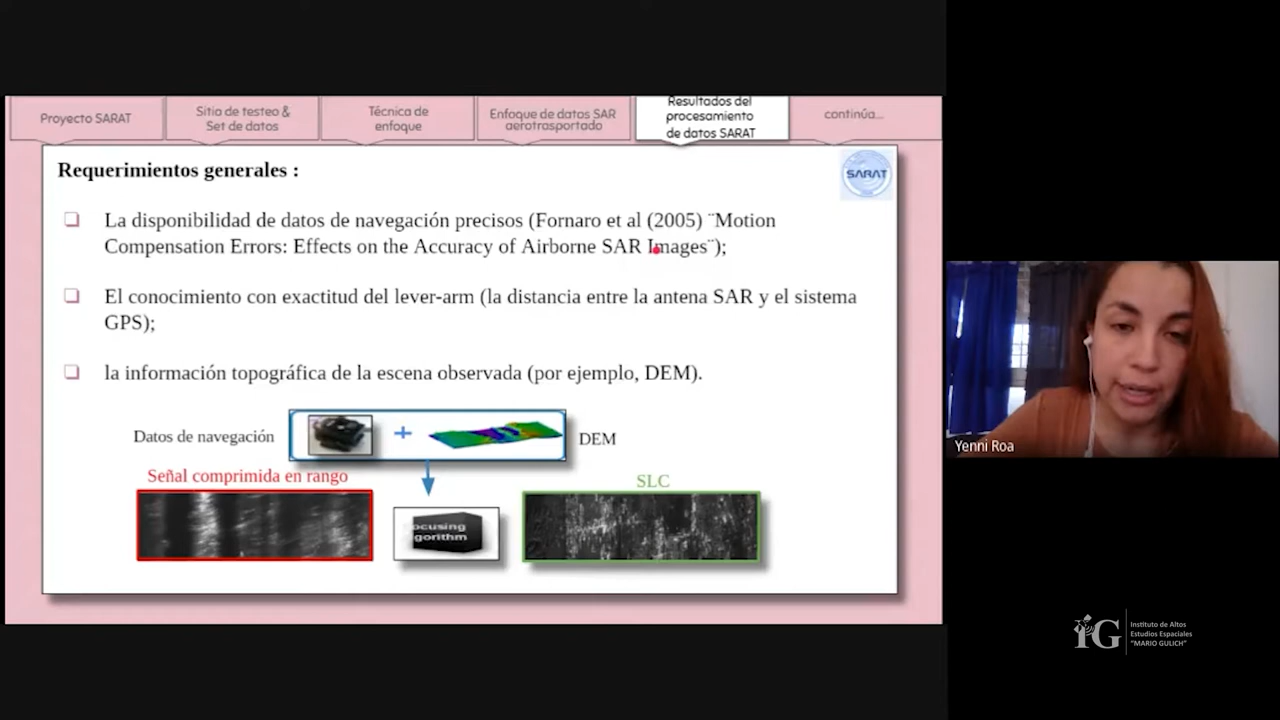 Proyecto SARAT
Sitio de testeo &
Set de datos
Técnica de
enfoque
Enfoque de datos SAR
aerotrasportado
Resultados del
procesamiento
de datos SARAT
continúa...
Requerimientos generales :
SARAT
La disponibilidad de datos de navegación precisos (Fornaro et al (2005) ¨Motion
Compensation Errors: Effects on the Accuracy of Airborne SAR Images¨);
El conocimiento con exactitud del lever-arm (la distancia entre la antena SAR y el sistema
GPS);
la información topográfica de la escena observada (por ejemplo, DEM).
Datos de navegación
+
DEM
Señal comprimida en rango
SLC
ocusing
gorithm
Yenni Roa
iG
Instituto de Altos
Estudios Espaciales
"MARIO GULICH"